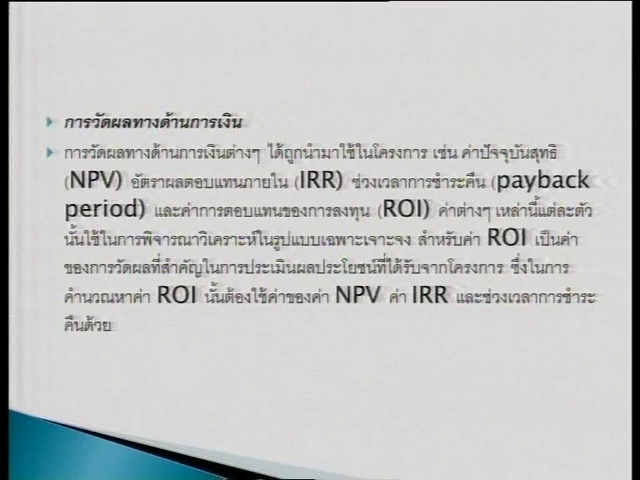 การวัดผลทางด้านการเงิน
การวัดผลทางด้านการเงินต่างๆ ได้ถูกนำมาใช้ในโครงการ เช่น ค่าปัจจุบันสุทธิ
(NPV) อัตราผลตอบแทนภายใน (IRR) ช่วงเวลาการชำระคืน (payback
period) และค่าการตอบแทนของการลงทุน (ROI) ค่าต่างๆ เหล่านี้แต่ละตัว
นั้นใช้ในการพิจารณาวิเคราะห์ในรูปแบบเฉพาะเจาะจง สำหรับค่า ROI เป็นค่า
ของการวัดผลที่สำคัญในการประเมินผลประโยชน์ที่ได้รับจากโครงการ ซึ่งในการ
คำนวณหาค่า ROI นั้นต้องใช้ค่าของค่า NPV ค่า IRR และช่วงเวลาการชำระ
คืนด้วย